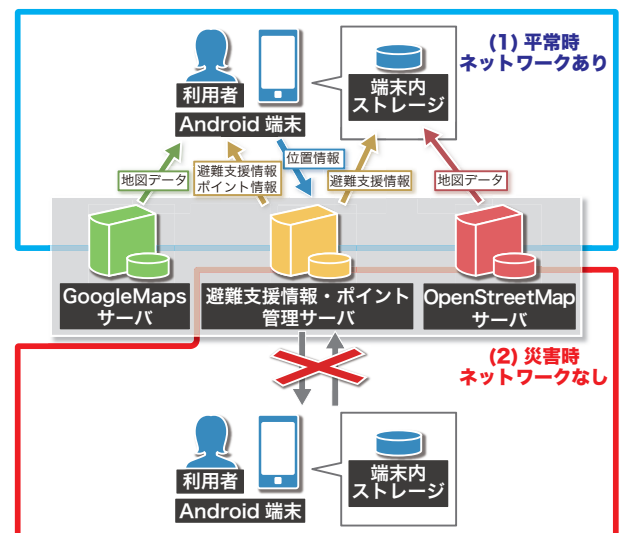 (1) 平常時
ネットワークあり
利用者
端末内
ストレージ
Android 端末
位置情報
地図データ
避難支援情報
ポイント情報
避難支援情報
地図データ
GoogleMaps
サーバ
避難支援情報・ポイント
管理サーバ
OpenStreetMap
サーバ
(2) 災害時
ネットワークなし
利用者
端末内
ストレージ
Android 端末